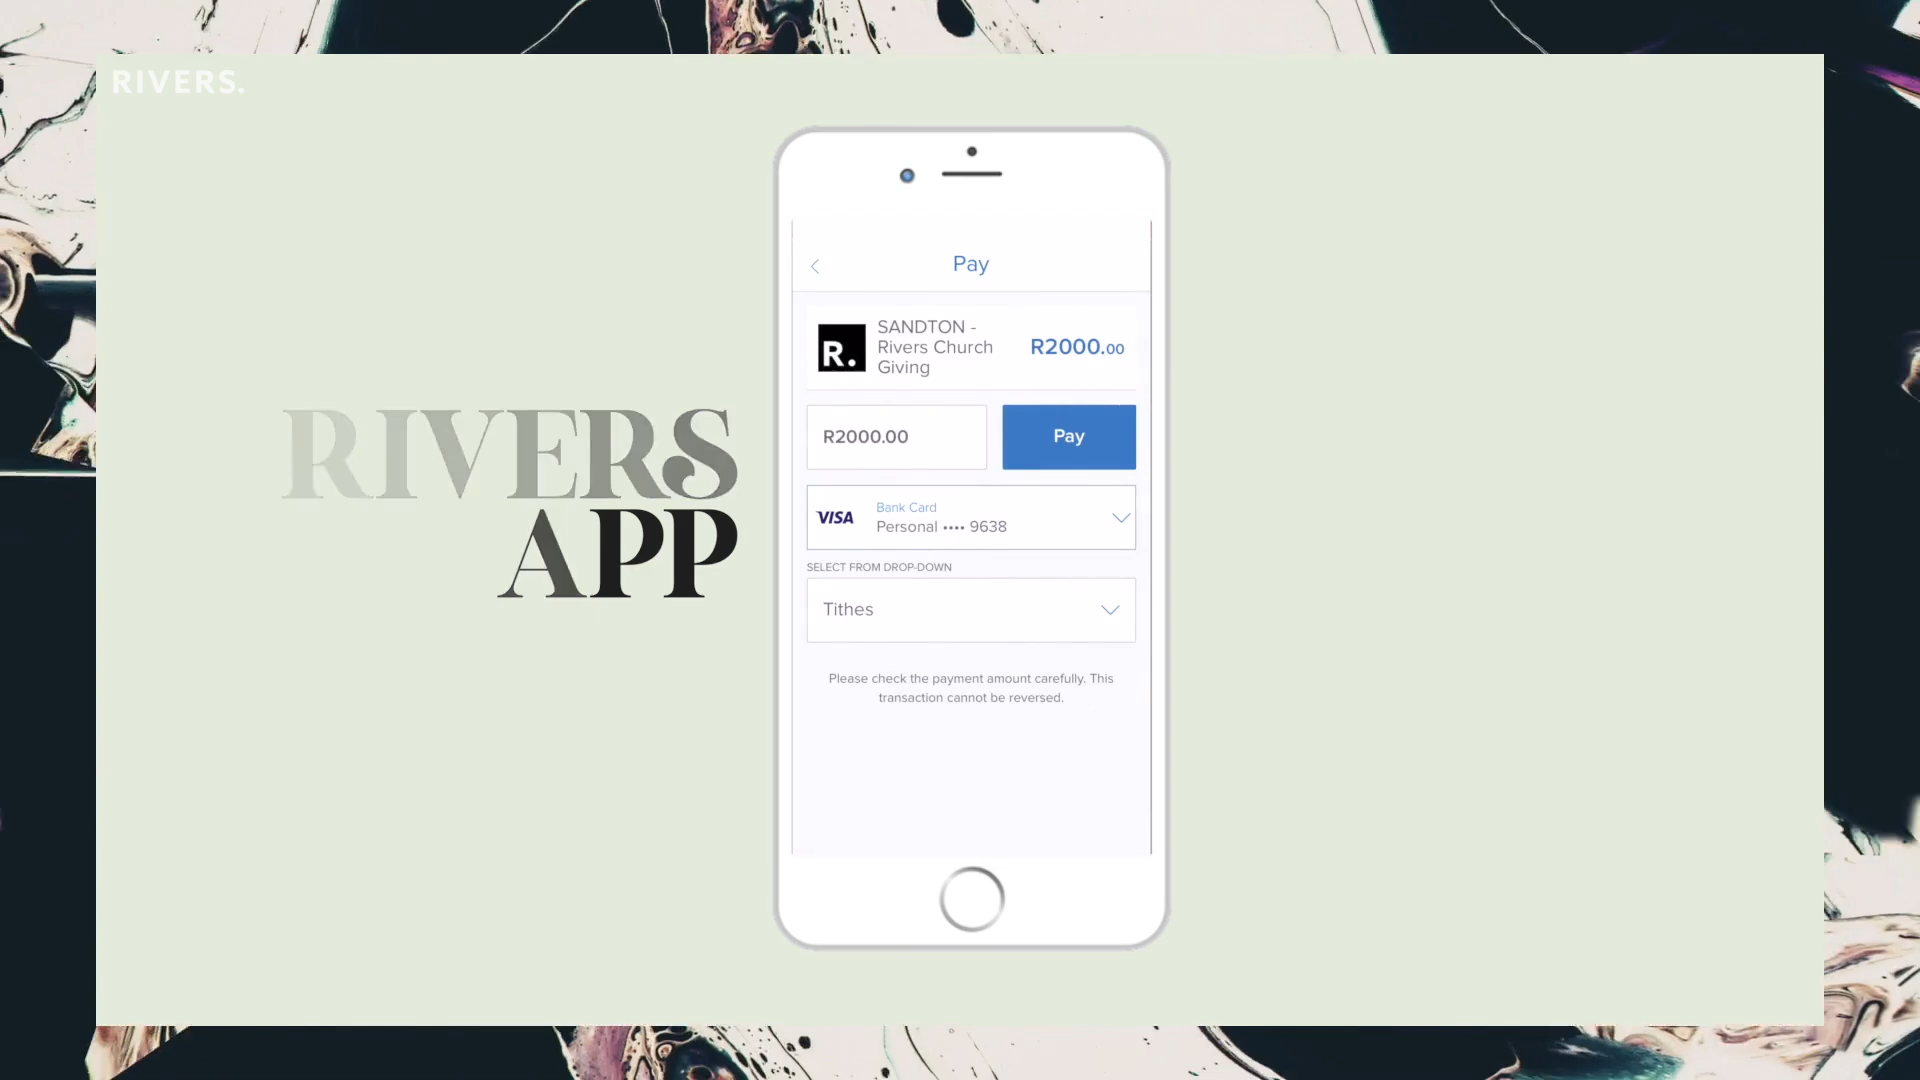 RIVERS.
RIVERS
APP
Pay
SANDTON -
Rivers Church
Giving
R2000.00
R.
R2000.00
Pay
VISA
Bank Card
Personal •••• 9638
SELECT FROM DROP-DOWN
Tithes
Please check the payment amount carefully. This
transaction cannot be reversed.